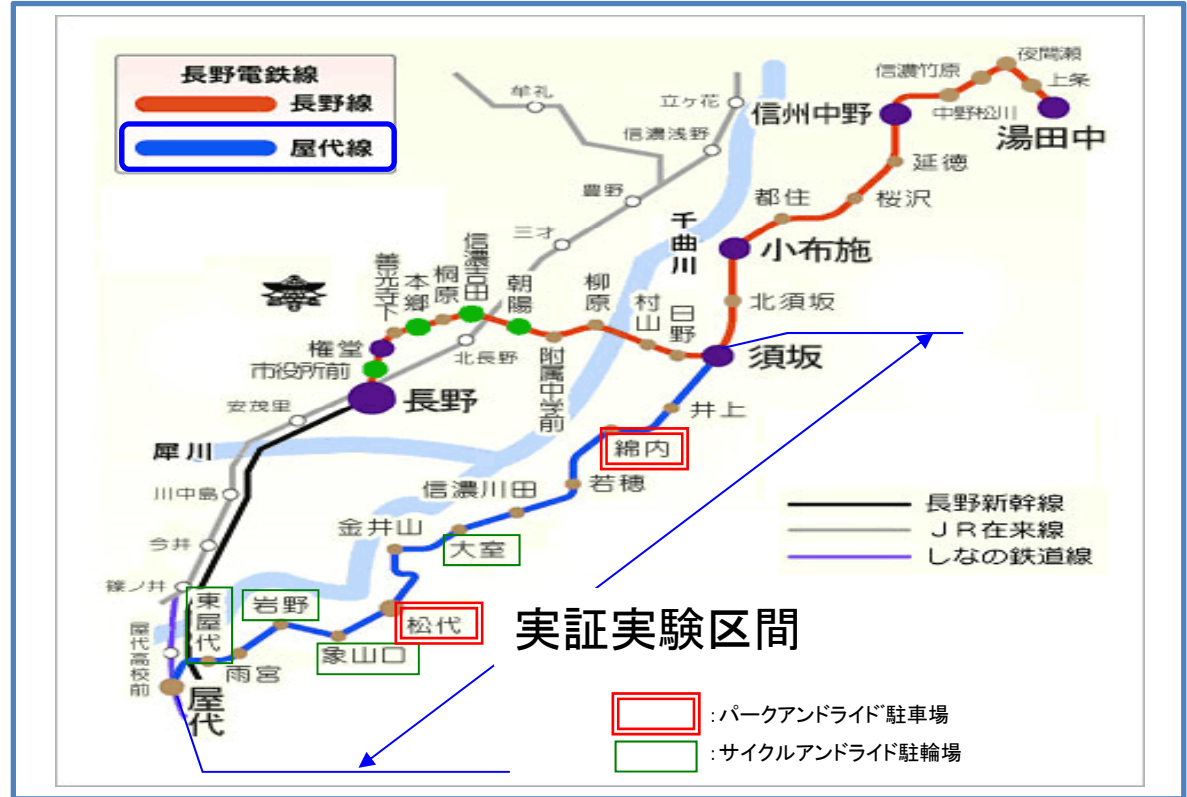 長野電鉄線
長野線
屋代線
牟礼
立ヶ花
信濃浅野
豊野
三才
北長野
千曲川
信州中野
信濃竹原
中野松川
夜間瀬
上条
湯田中
延徳
桜沢
都住
小布施
北須坂
須坂
日野
村山
柳原
附属中学前
朝陽
信濃吉田
桐原
本郷
善光寺下
権堂
市役所前
長野
安茂里
犀川
川中島
今井
篠ノ井
屋代高校前
井上
綿内
若穂
信濃川田
大室
金井山
松代
象山口
岩野
雨宮
東屋代
屋代
長野新幹線
JR在来線
しなの鉄道線
実証実験区間
:パークアンドライド駐車場
:サイクルアンドライド駐輪場